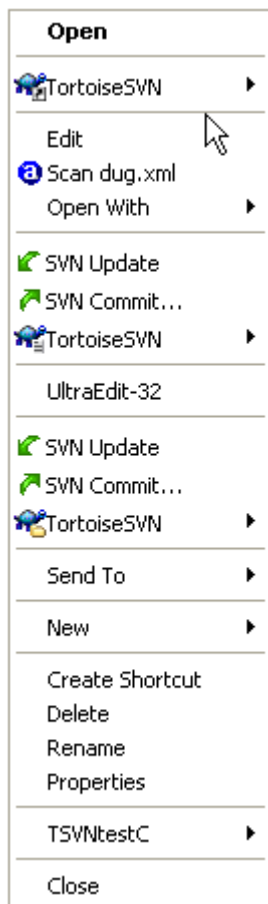 Open
TortoiseSVN
Edit
Scan dug.xml
Open With
SVN Update
SVN Commit...
TortoiseSVN
UltraEdit-32
SVN Update
SVN Commit...
TortoiseSVN
Send To
New
Create Shortcut
Delete
Rename
Properties
TSVNtestC
Close